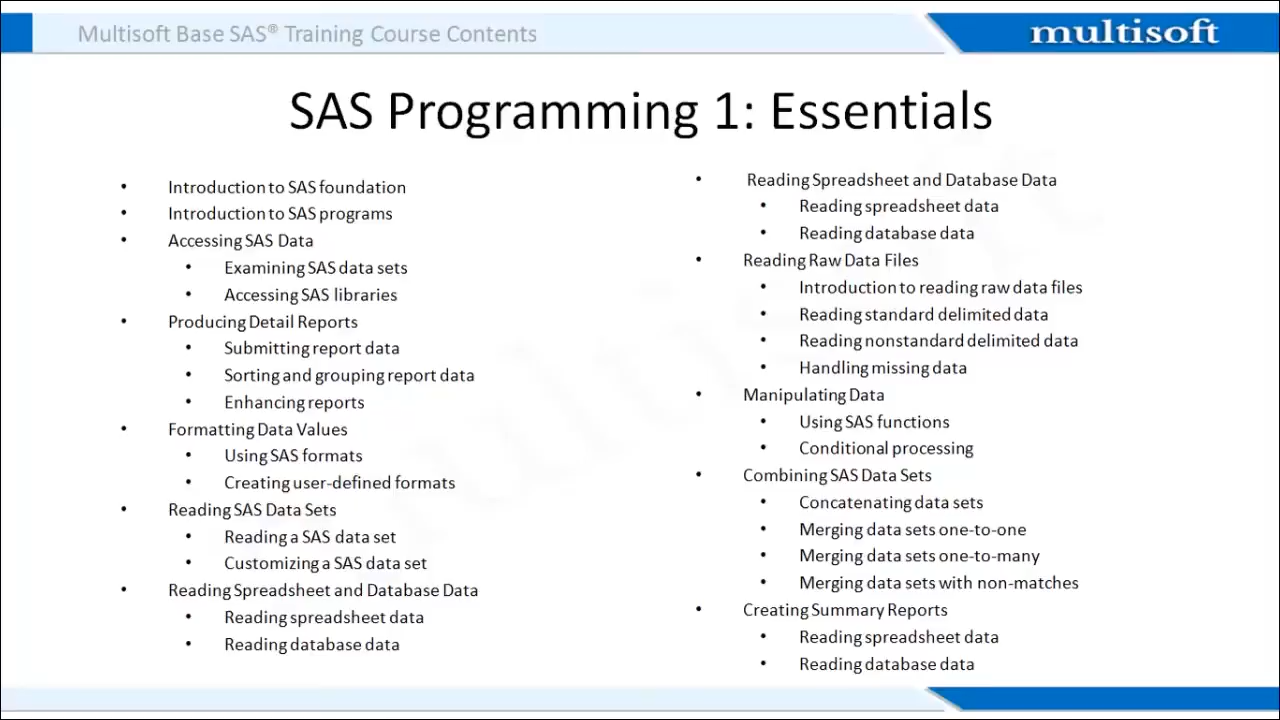 Multisoft Base SAS® Training Course Contents
multisoft
SAS Programming 1: Essentials
• Introduction to SAS foundation
• Introduction to SAS programs
• Accessing SAS Data
• Examining SAS data sets
• Accessing SAS libraries
• Producing Detail Reports
• Submitting report data
• Sorting and grouping report data
• Enhancing reports
• Formatting Data Values
• Using SAS formats
• Creating user-defined formats
• Reading SAS Data Sets
• Reading a SAS data set
• Customizing a SAS data set
• Reading Spreadsheet and Database Data
• Reading spreadsheet data
• Reading database data
• Reading Spreadsheet and Database Data
• Reading spreadsheet data
• Reading database data
• Reading Raw Data Files
• Introduction to reading raw data files
• Reading standard delimited data
• Reading nonstandard delimited data
• Handling missing data
• Manipulating Data
• Using SAS functions
• Conditional processing
• Combining SAS Data Sets
• Concatenating data sets
• Merging data sets one-to-one
• Merging data sets one-to-many
• Merging data sets with non-matches
• Creating Summary Reports
• Reading spreadsheet data
• Reading database data
multisoft